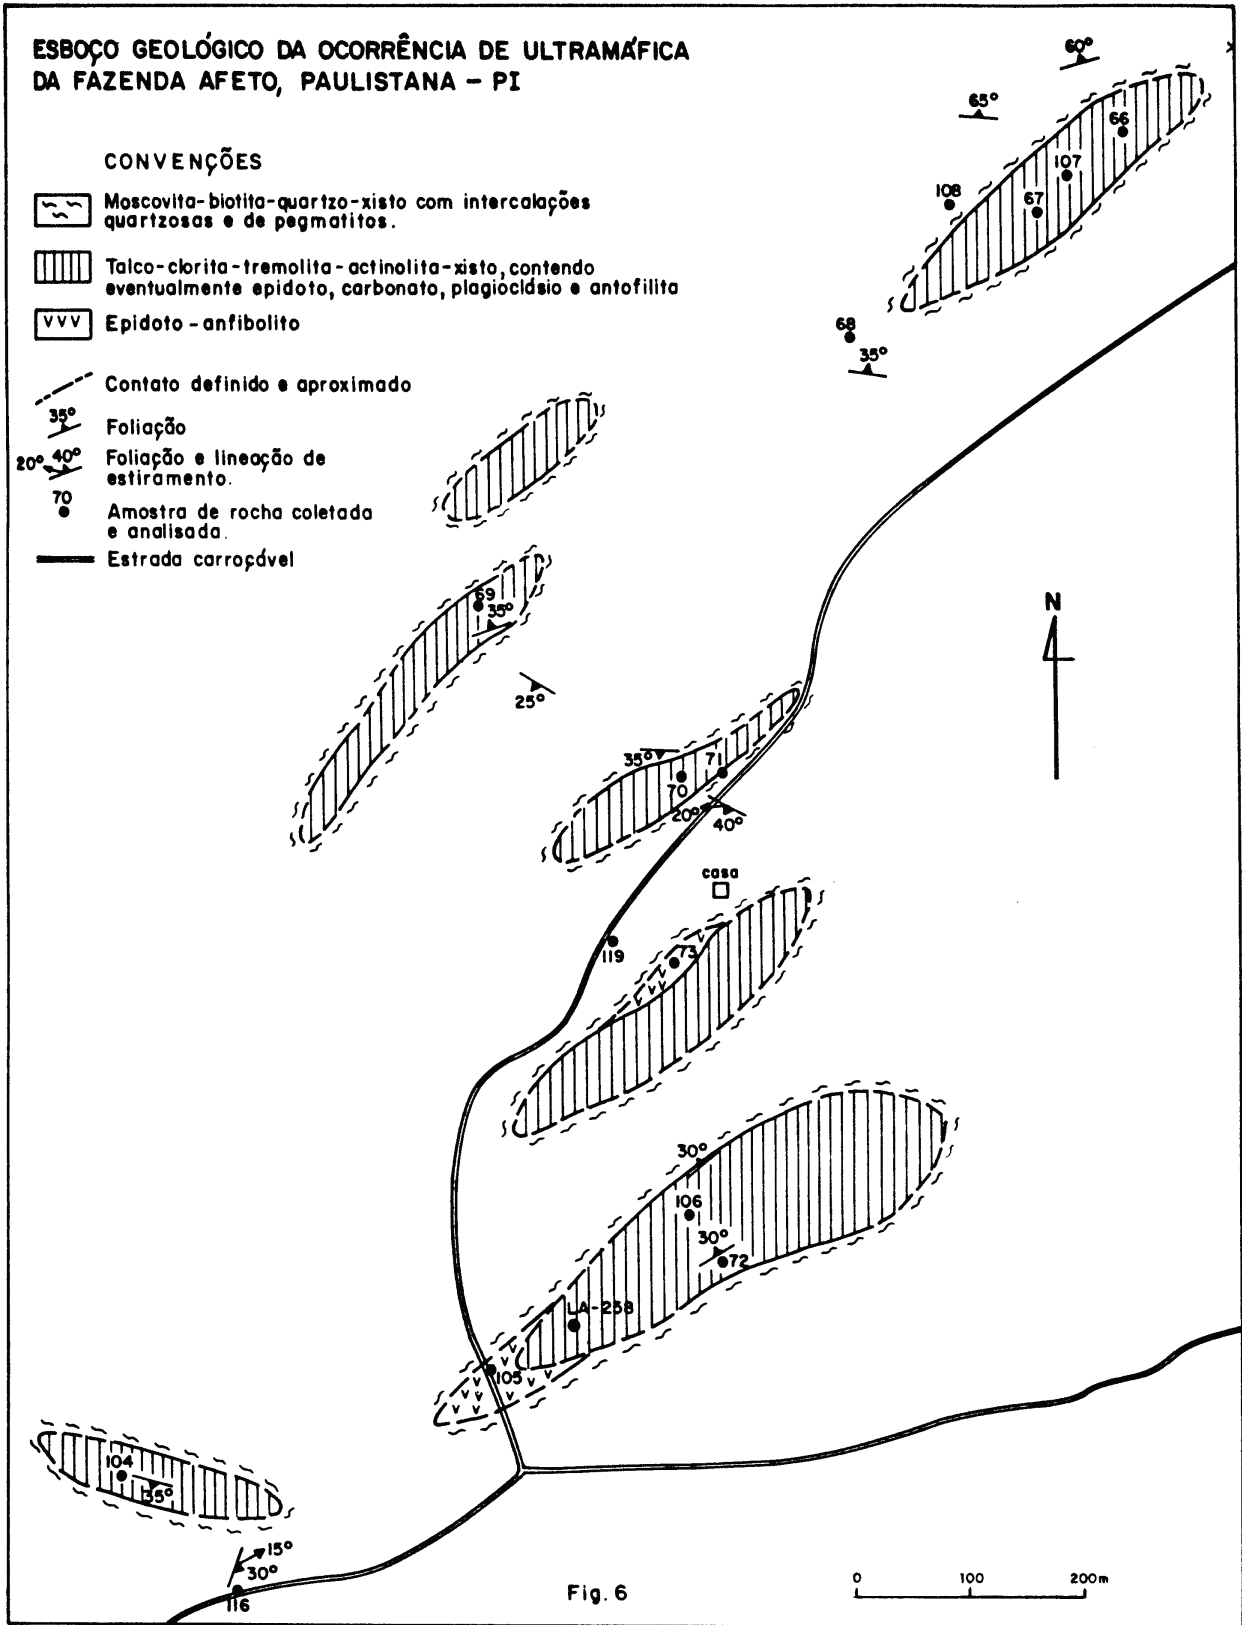 ESBOÇO GEOLÓGICO DA OCORRÊNCIA DE ULTRAMÁFICA
DA FAZENDA AFETO, PAULISTANA - PI
CONVENÇÕES
Moscovita-biotita-quartzo-xisto com intercalações
quartzosas e de pegmatitos.
Talco-clorita-tremolita-actinolita-xisto, contendo
eventualmente epidoto, carbonato, plagioclásio e antofilita
VVV
Epidoto-anfibolito
Contato definido e aproximado
35°
Foliação
20° 40°
Foliação e lineação de
estiramento.
70
Amostra de rocha coletada
e analisada.
Estrada carroçável
60°
65°
66
107
108
67
68
35°
69
35°
25°
N
35°
71
70
20°
40°
casa
119
73
30°
106
30°
72
LA-258
105
104
35°
15°
30°
116
Fig. 6
0 100 200m